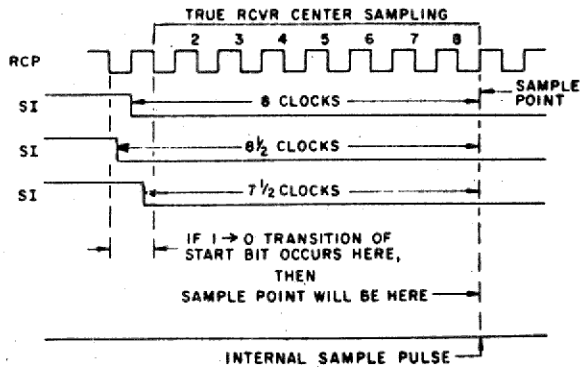 TRUE RCVR CENTER SAMPLING
2 3 4 5 6 7 8
RCP
SAMPLE
POINT
SI
8 CLOCKS
SI
8½ CLOCKS
SI
7½ CLOCKS
IF 1→0 TRANSITION OF
START BIT OCCURS HERE,
THEN
SAMPLE POINT WILL BE HERE
INTERNAL SAMPLE PULSE